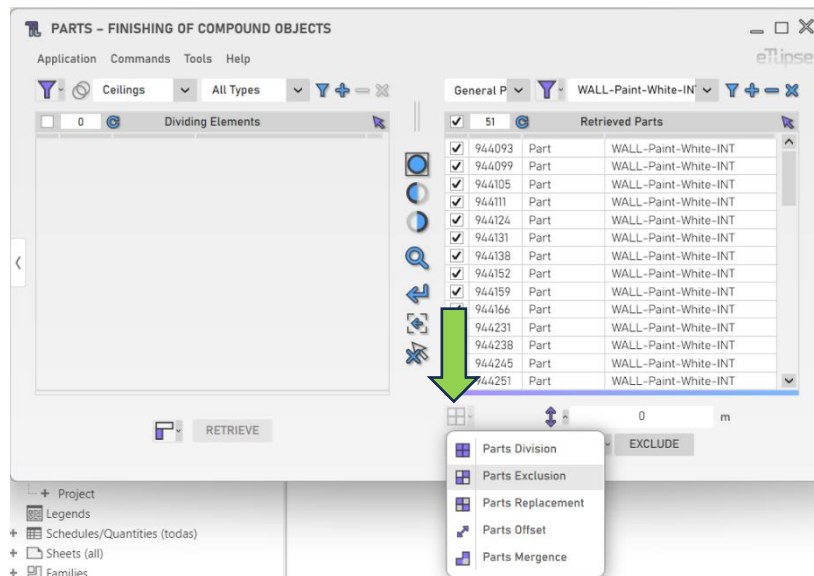 PARTS – FINISHING OF COMPOUND OBJECTS
Application Commands Tools Help
eTLipse
Ceilings All Types General P WALL-Paint-White-IN
0 Dividing Elements 51 Retrieved Parts
944093 Part WALL-Paint-White-INT
944099 Part WALL-Paint-White-INT
944105 Part WALL-Paint-White-INT
944111 Part WALL-Paint-White-INT
944124 Part WALL-Paint-White-INT
944131 Part WALL-Paint-White-INT
944138 Part WALL-Paint-White-INT
944152 Part WALL-Paint-White-INT
944159 Part WALL-Paint-White-INT
944166 Part WALL-Paint-White-INT
944231 Part WALL-Paint-White-INT
944238 Part WALL-Paint-White-INT
944245 Part WALL-Paint-White-INT
944251 Part WALL-Paint-White-INT
0 m
RETRIEVE EXCLUDE
Parts Division
Parts Exclusion
Parts Replacement
Parts Offset
Parts Mergence
Project
Legends
Schedules/Quantities (todas)
Sheets (all)
Families